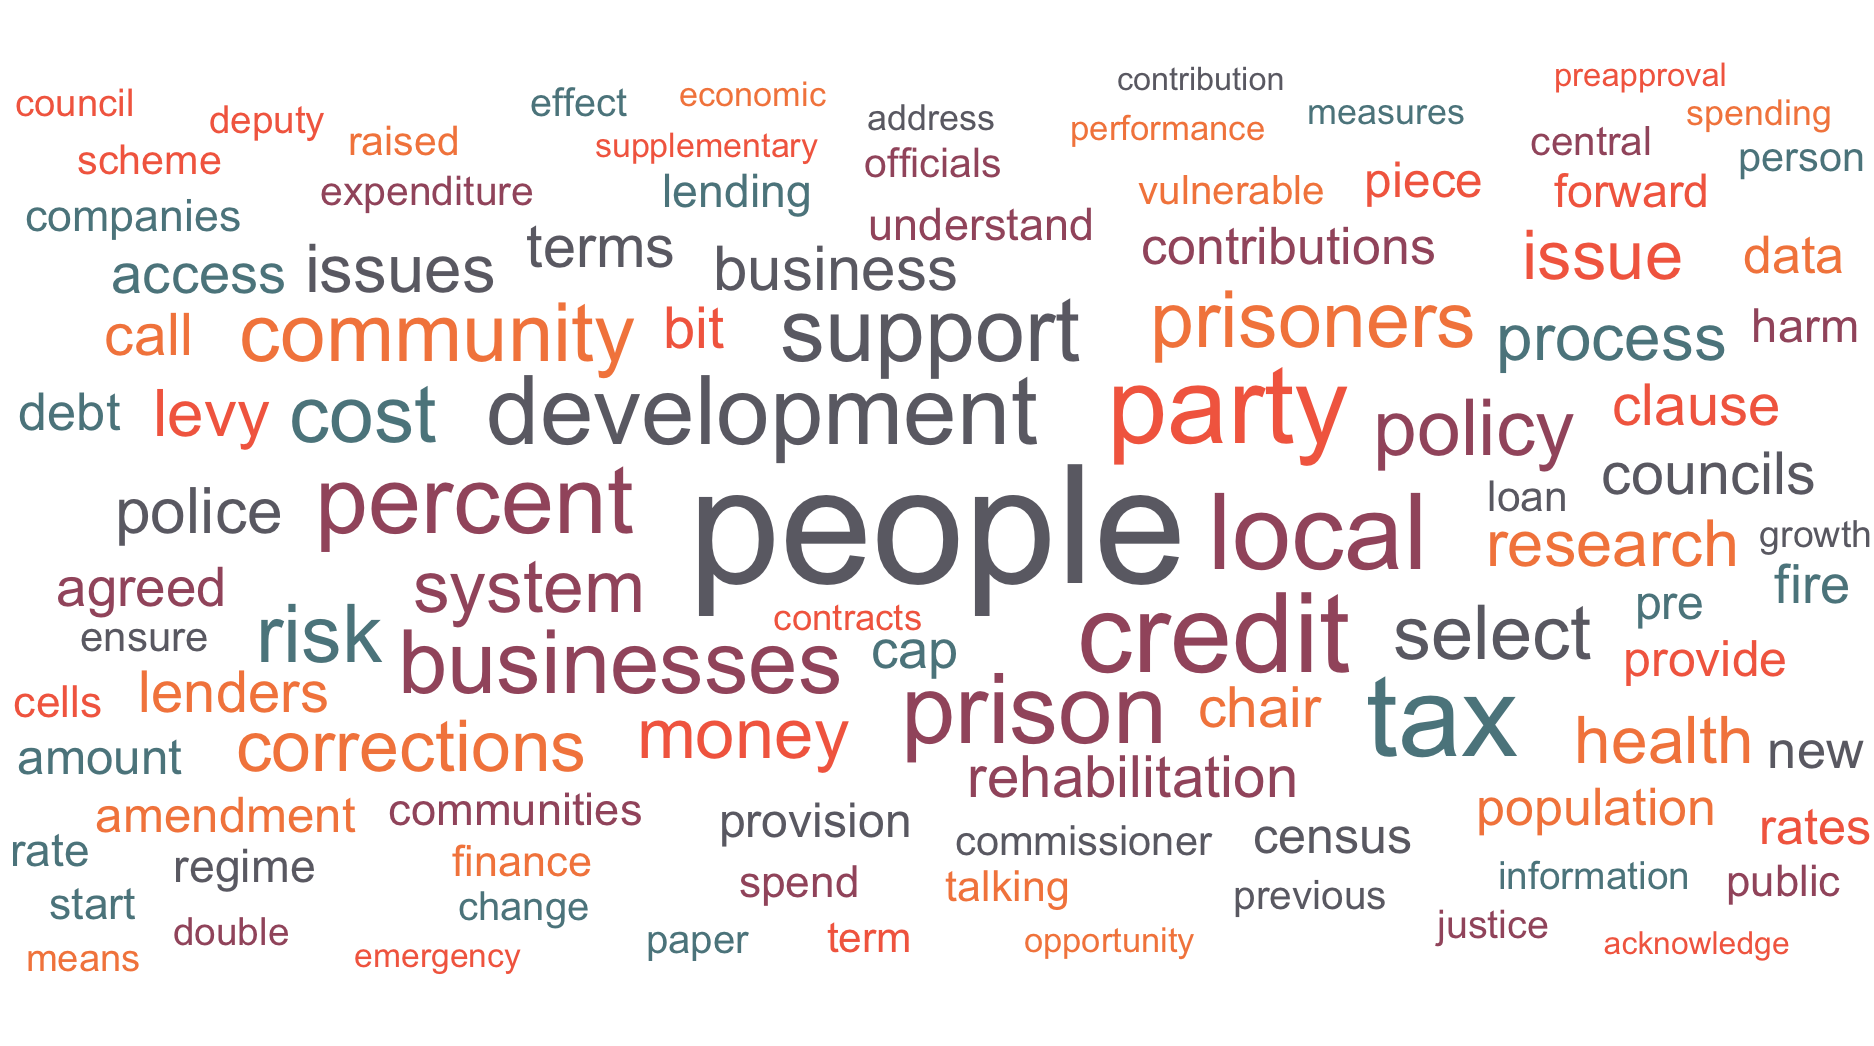 council
deputy
raised
effect
economic
address
contribution
performance
measures
preapproval
spending
scheme
supplementary
officials
central
person
companies
expenditure
lending
understand
vulnerable
piece
forward
access
issues
terms
business
contributions
issue
data
call
community
bit
support
prisoners
process
harm
debt
levy
cost
development
party
policy
clause
police
percent
people
local
loan
councils
research
growth
agreed
system
fire
ensure
risk
contracts
credit
select
pre
businesses
cap
provide
cells
lenders
prison
chair
tax
amount
corrections
money
health
new
rehabilitation
amendment
communities
provision
commissioner
census
population
rates
rate
regime
finance
spend
talking
previous
information
public
start
change
double
paper
term
opportunity
justice
acknowledge
means
emergency